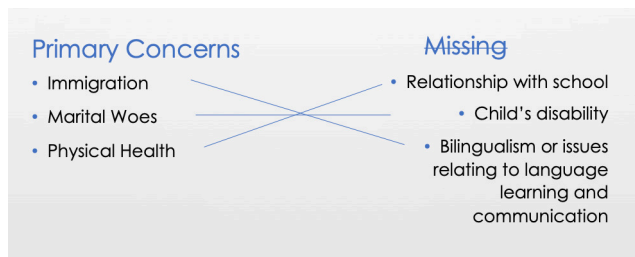 Primary Concerns
• Immigration
• Marital Woes
• Physical Health
Missing
• Relationship with school
• Child's disability
• Bilingualism or issues
relating to language
learning and
communication